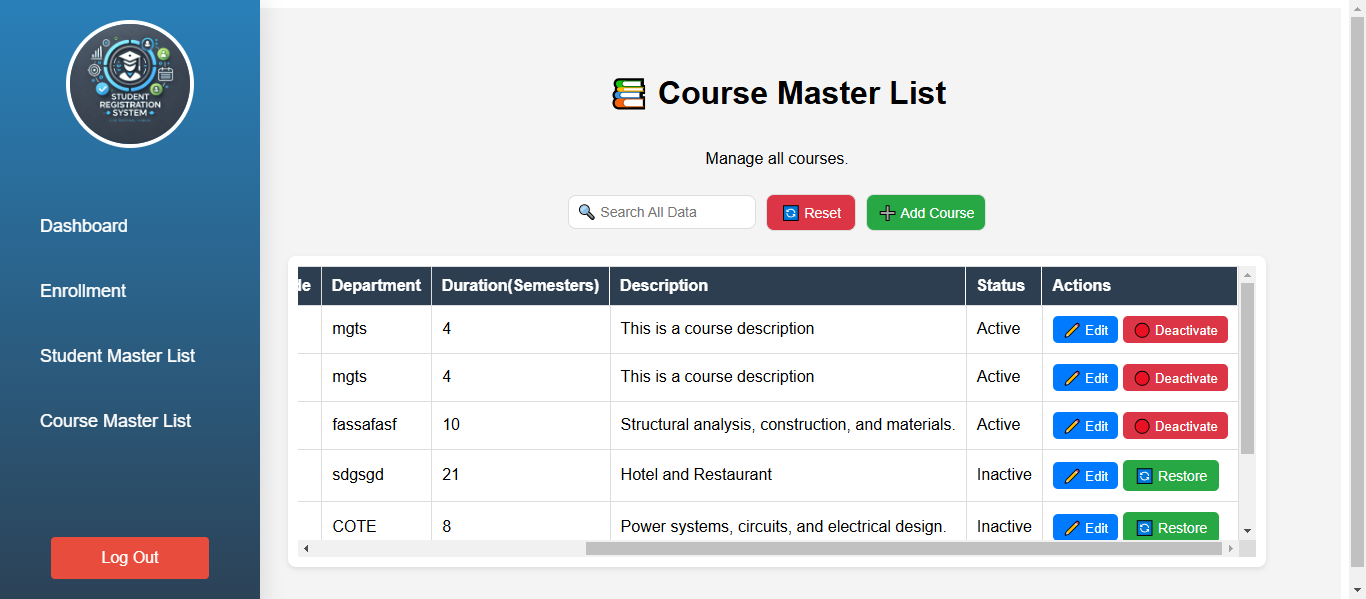 STUDENT
REGISTRATION
SYSTEM
Dashboard
Enrollment
Student Master List
Course Master List
Log Out
Course Master List
Manage all courses.
Search All Data Reset Add Course
Department Duration(Semesters) Description Status Actions
mgts 4 This is a course description Active Edit Deactivate
mgts 4 This is a course description Active Edit Deactivate
fassafasf 10 Structural analysis, construction, and materials. Active Edit Deactivate
sdgsgd 21 Hotel and Restaurant Inactive Edit Restore
COTE 8 Power systems, circuits, and electrical design. Inactive Edit Restore